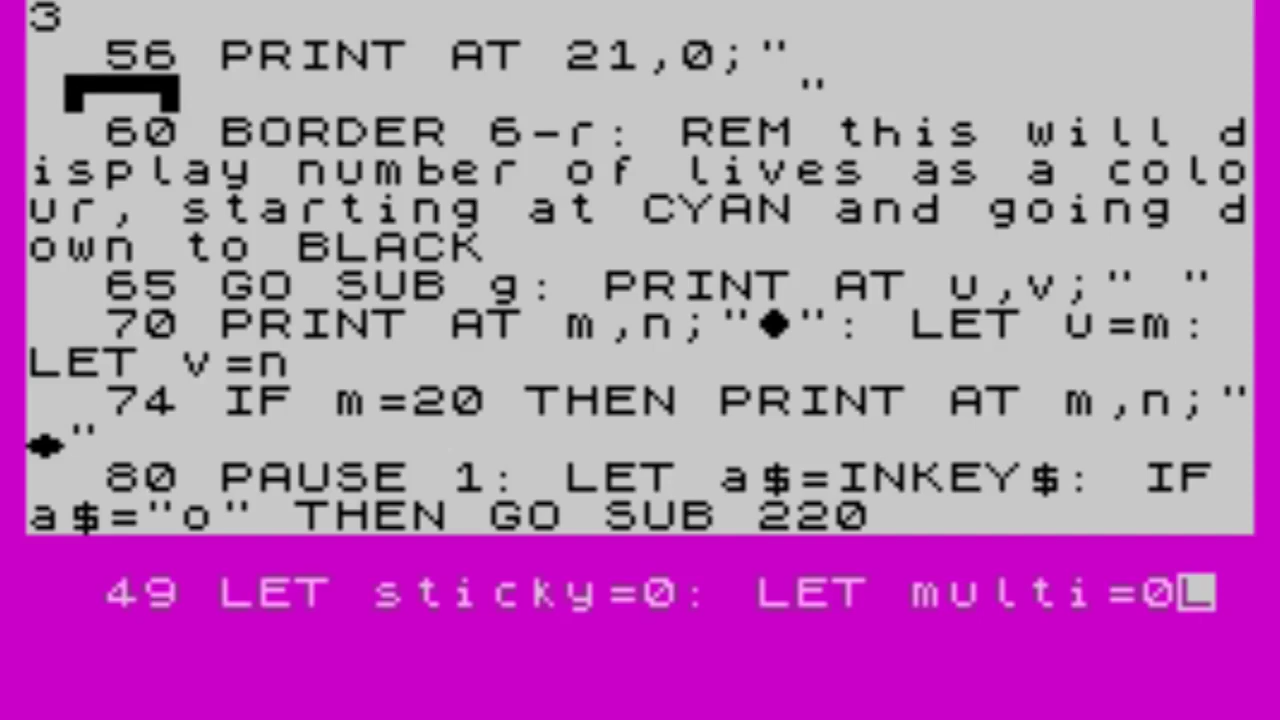 3
56 PRINT AT 21,0;"
"
60 BORDER 6-r: REM this will d
isplay number of lives as a colo
ur, starting at CYAN and going d
own to BLACK
65 GO SUB g: PRINT AT u,v;" "
70 PRINT AT m,n;"◆": LET u=m:
LET v=n
74 IF m=20 THEN PRINT AT m,n;"
◆"
80 PAUSE 1: LET a$=INKEY$: IF
a$="o" THEN GO SUB 220
49 LET sticky=0: LET multi=0L